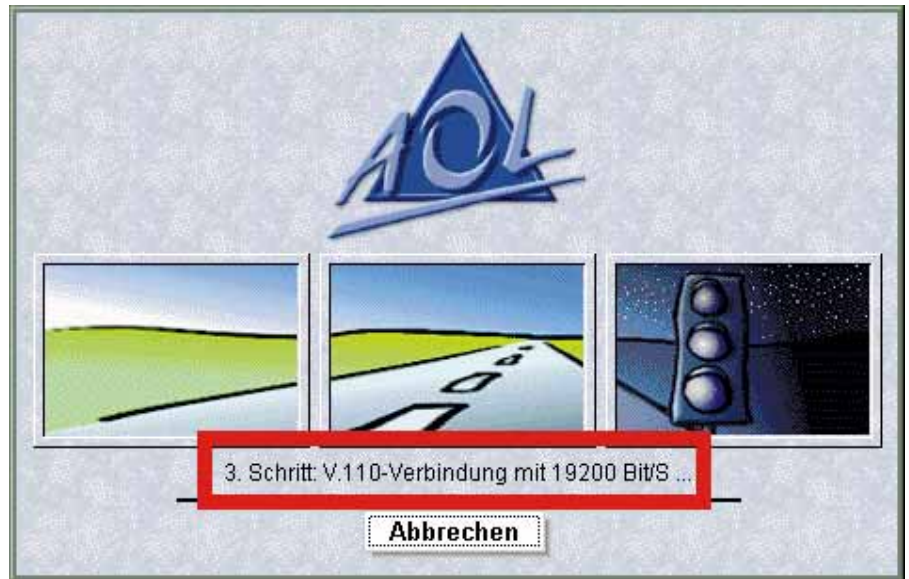 AOL
3. Schritt: V.110-Verbindung mit 19200 Bit/S ...
Abbrechen